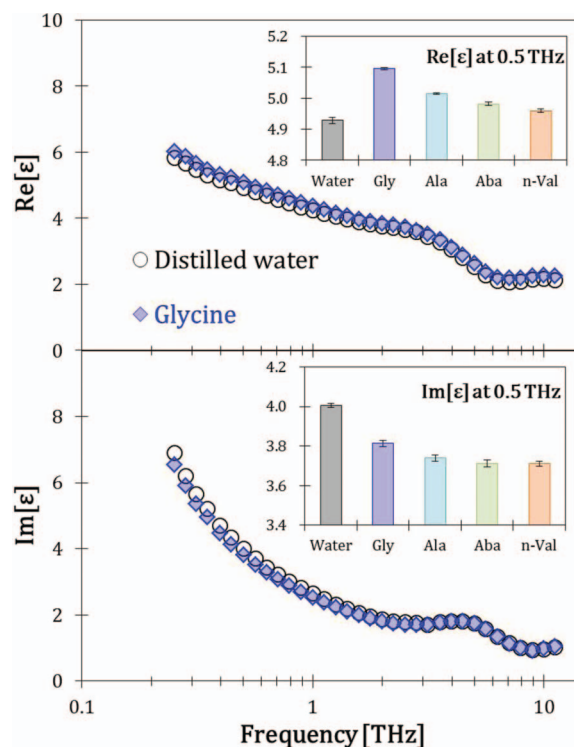 10
8
6
4
2
0
Re[ε]
Re[ε] at 0.5 THz
5.2
5.1
5.0
4.9
4.8
Water Gly Ala Aba n-Val
Distilled water
Glycine
8
6
4
2
0
Im[ε]
Im[ε] at 0.5 THz
4.2
4.0
3.8
3.6
3.4
Water Gly Ala Aba n-Val
0.1 1 10
Frequency [THz]